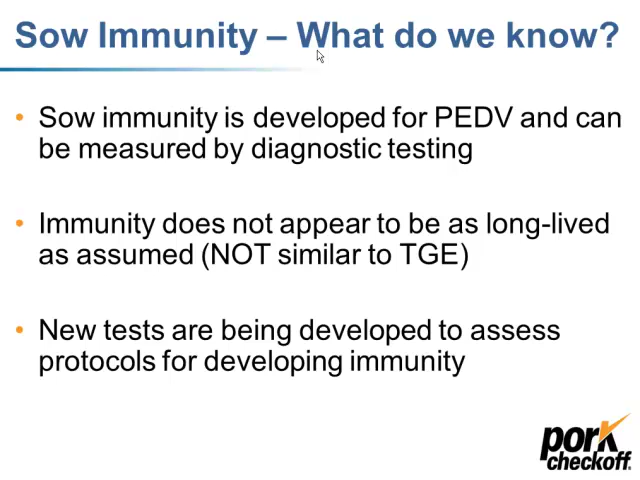 Sow Immunity – What do we know?
• Sow immunity is developed for PEDV and can
be measured by diagnostic testing
• Immunity does not appear to be as long-lived
as assumed (NOT similar to TGE)
• New tests are being developed to assess
protocols for developing immunity
pork
checkoff.